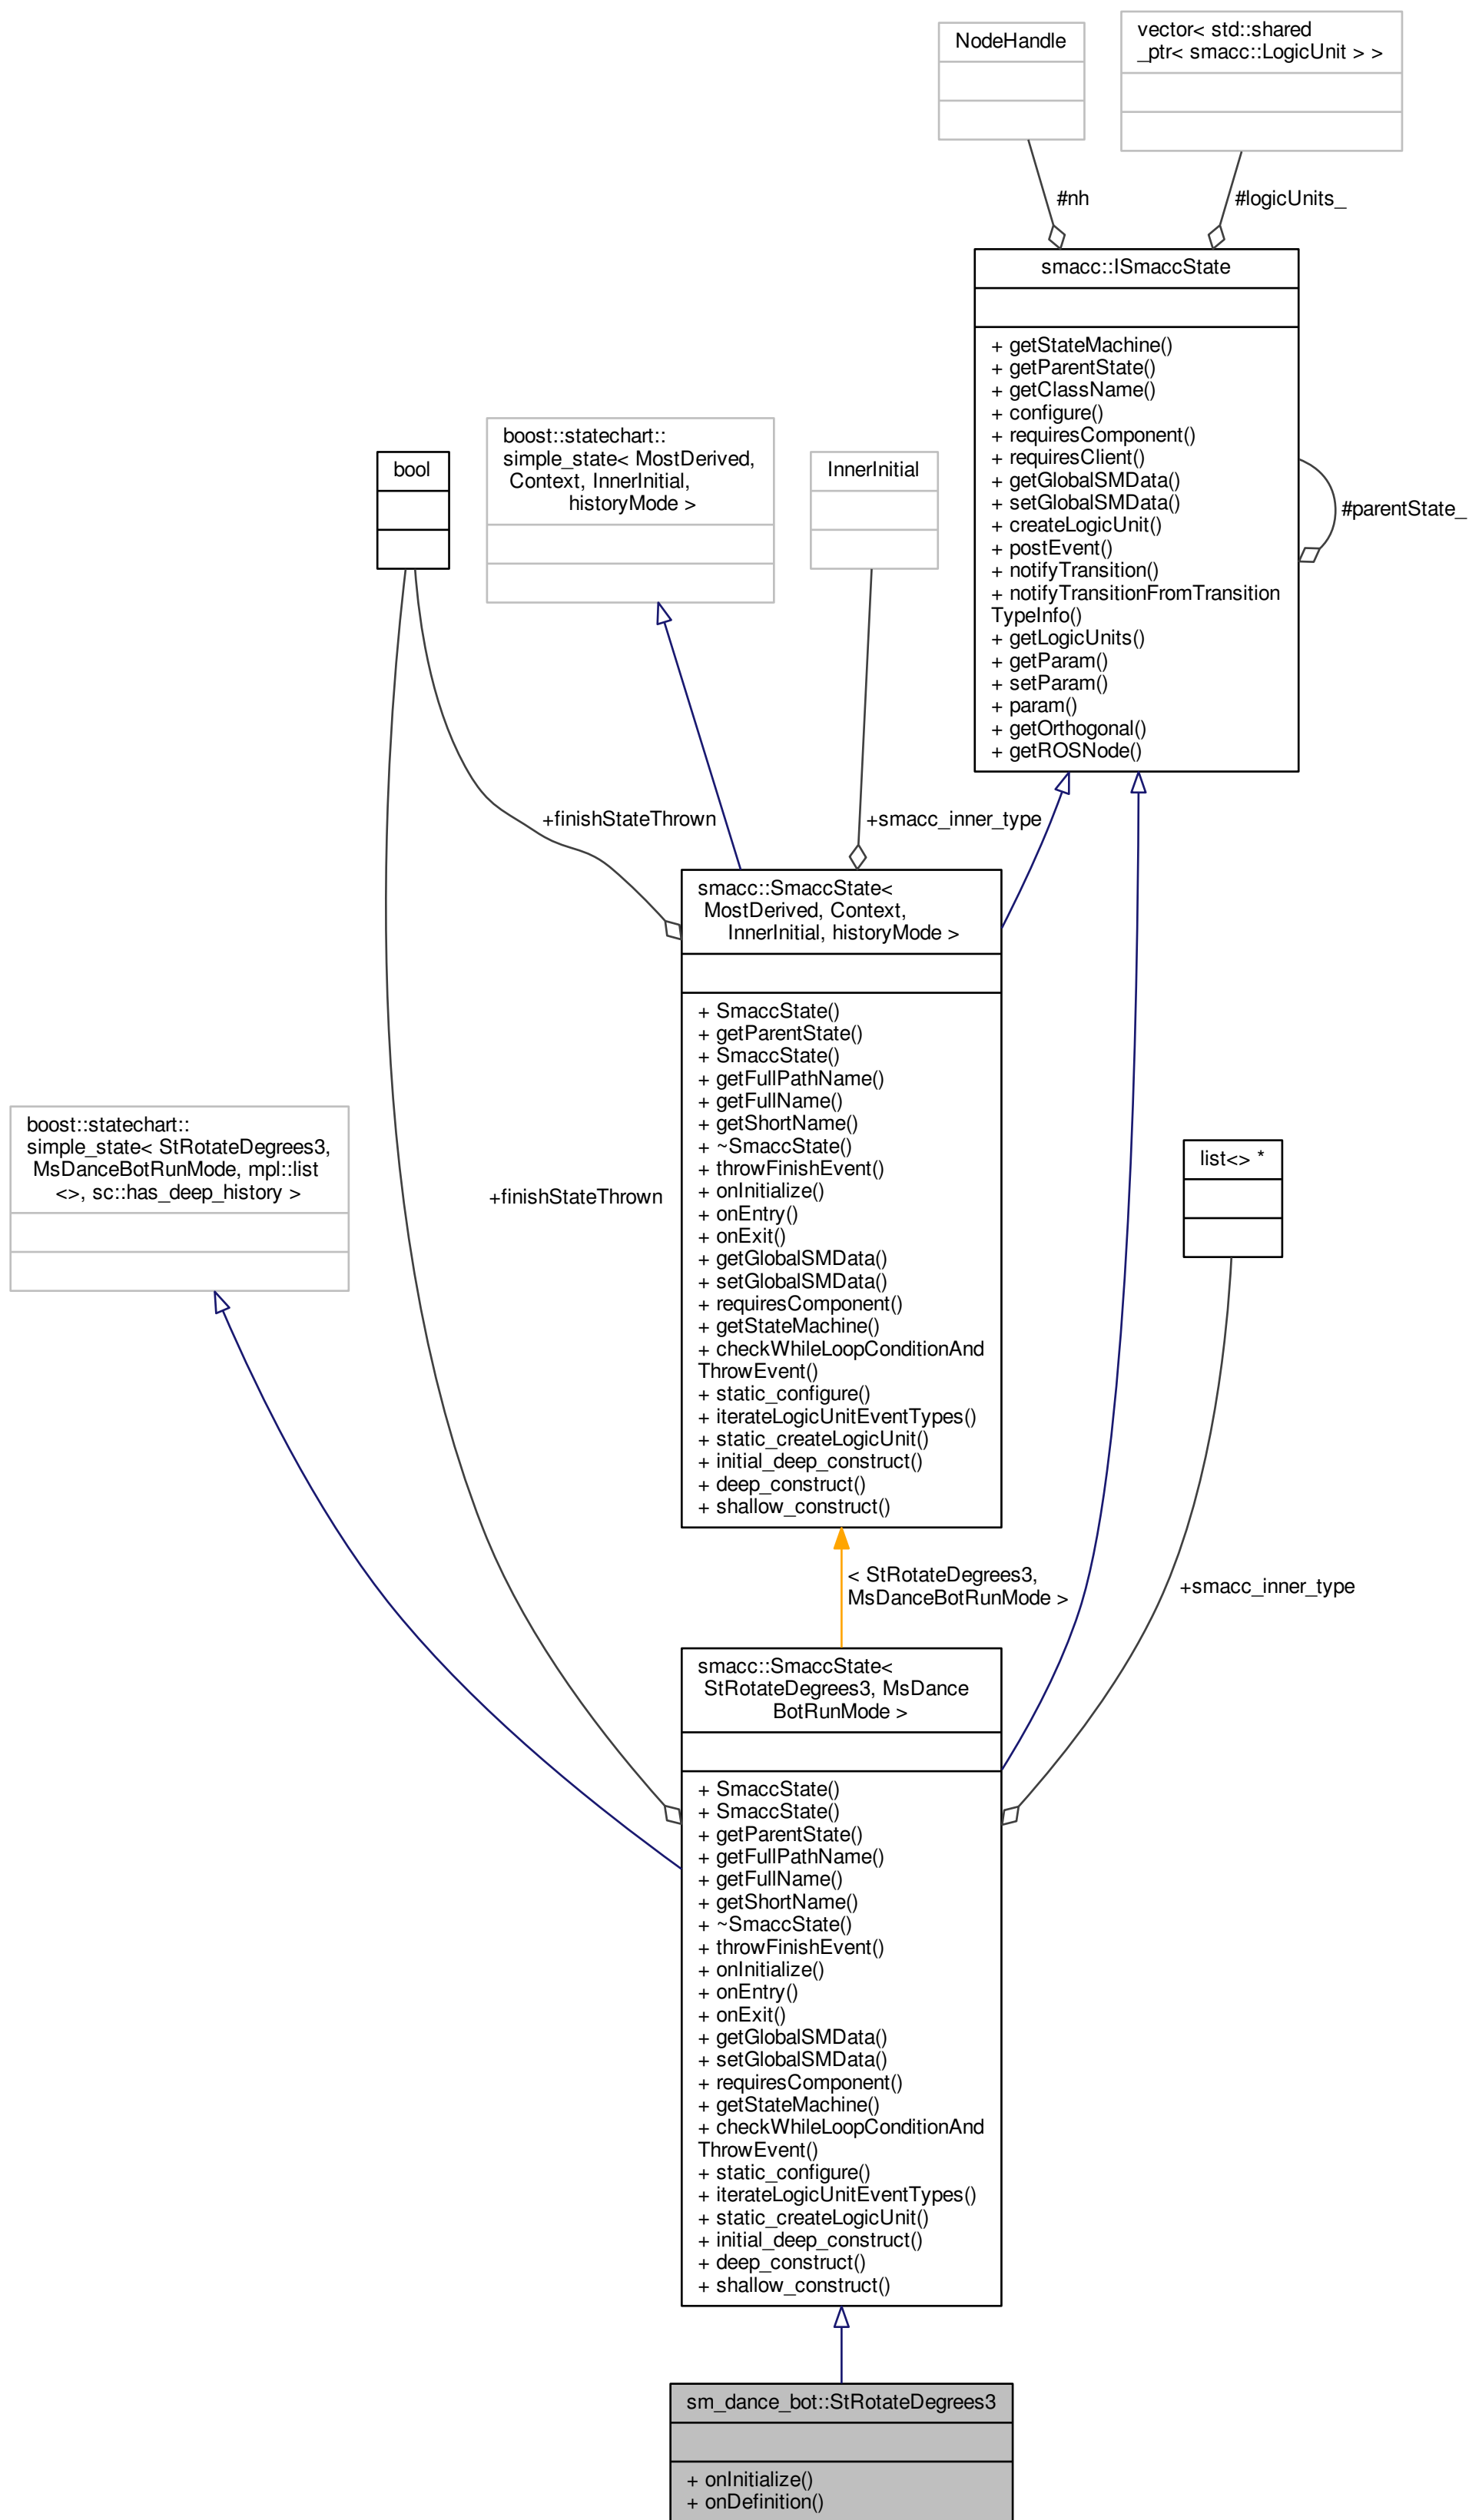 NodeHandle
vector< std::shared
_ptr< smacc::LogicUnit > >
#nh
#logicUnits_
smacc::ISmaccState
+ getStateMachine()
+ getParentState()
+ getClassName()
+ configure()
+ requiresComponent()
+ requiresClient()
+ getGlobalSMData()
+ setGlobalSMData()
+ createLogicUnit()
+ postEvent()
+ notifyTransition()
+ notifyTransitionFromTransition
TypeInfo()
+ getLogicUnits()
+ getParam()
+ setParam()
+ param()
+ getOrthogonal()
+ getROSNode()
#parentState_
boost::statechart::
simple_state< MostDerived,
Context, InnerInitial,
historyMode >
bool
InnerInitial
+finishStateThrown
+smacc_inner_type
smacc::SmaccState<
MostDerived, Context,
InnerInitial, historyMode >
+ SmaccState()
+ getParentState()
+ SmaccState()
+ getFullPathName()
+ getFullName()
+ getShortName()
+ ~SmaccState()
+ throwFinishEvent()
+ onInitialize()
+ onEntry()
+ onExit()
+ getGlobalSMData()
+ setGlobalSMData()
+ requiresComponent()
+ getStateMachine()
+ checkWhileLoopConditionAnd
ThrowEvent()
+ static_configure()
+ iterateLogicUnitEventTypes()
+ static_createLogicUnit()
+ initial_deep_construct()
+ deep_construct()
+ shallow_construct()
boost::statechart::
simple_state< StRotateDegrees3,
MsDanceBotRunMode, mpl::list
<>, sc::has_deep_history >
+finishStateThrown
list<> *
< StRotateDegrees3,
MsDanceBotRunMode >
+smacc_inner_type
smacc::SmaccState<
StRotateDegrees3, MsDance
BotRunMode >
+ SmaccState()
+ SmaccState()
+ getParentState()
+ getFullPathName()
+ getFullName()
+ getShortName()
+ ~SmaccState()
+ throwFinishEvent()
+ onInitialize()
+ onEntry()
+ onExit()
+ getGlobalSMData()
+ setGlobalSMData()
+ requiresComponent()
+ getStateMachine()
+ checkWhileLoopConditionAnd
ThrowEvent()
+ static_configure()
+ iterateLogicUnitEventTypes()
+ static_createLogicUnit()
+ initial_deep_construct()
+ deep_construct()
+ shallow_construct()
sm_dance_bot::StRotateDegrees3
+ onInitialize()
+ onDefinition()